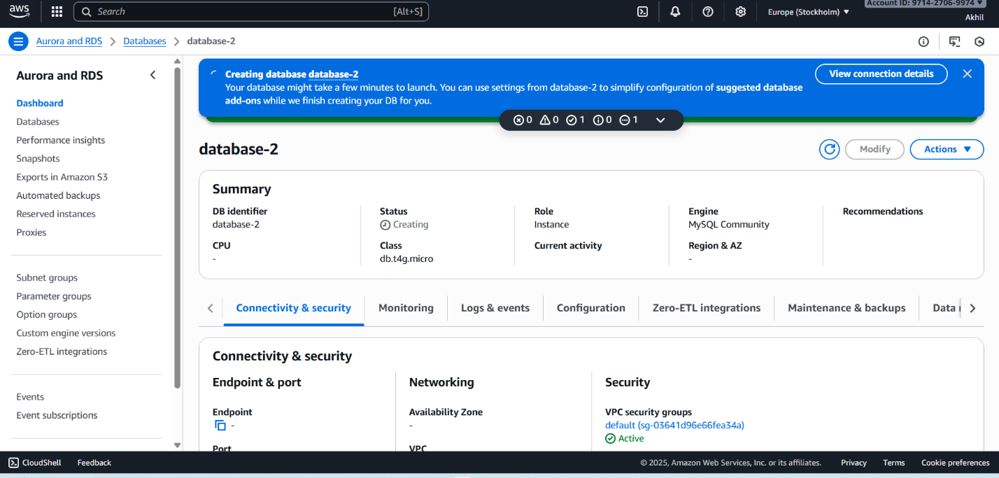 aws
Search [Alt+S]
Europe (Stockholm)
Account ID: 9714-2706-9974
Akhil
Aurora and RDS > Databases > database-2
Aurora and RDS
Dashboard
Databases
Performance insights
Snapshots
Exports in Amazon S3
Automated backups
Reserved instances
Proxies
Subnet groups
Parameter groups
Option groups
Custom engine versions
Zero-ETL integrations
Events
Event subscriptions
Creating database database-2
Your database might take a few minutes to launch. You can use settings from database-2 to simplify configuration of suggested database
add-ons while we finish creating your DB for you.
View connection details
0 0 1 0 1
database-2
Modify
Actions
Summary
DB identifier
database-2
CPU
-
Status
Creating
Class
db.t4g.micro
Role
Instance
Current activity
Engine
MySQL Community
Region & AZ
-
Recommendations
Connectivity & security
Monitoring
Logs & events
Configuration
Zero-ETL integrations
Maintenance & backups
Data
Connectivity & security
Endpoint & port
Endpoint
-
Port
Networking
Availability Zone
-
VPC
Security
VPC security groups
default (sg-03641d96e66fea34a)
Active
CloudShell
Feedback
© 2025, Amazon Web Services, Inc. or its affiliates.
Privacy
Terms
Cookie preferences